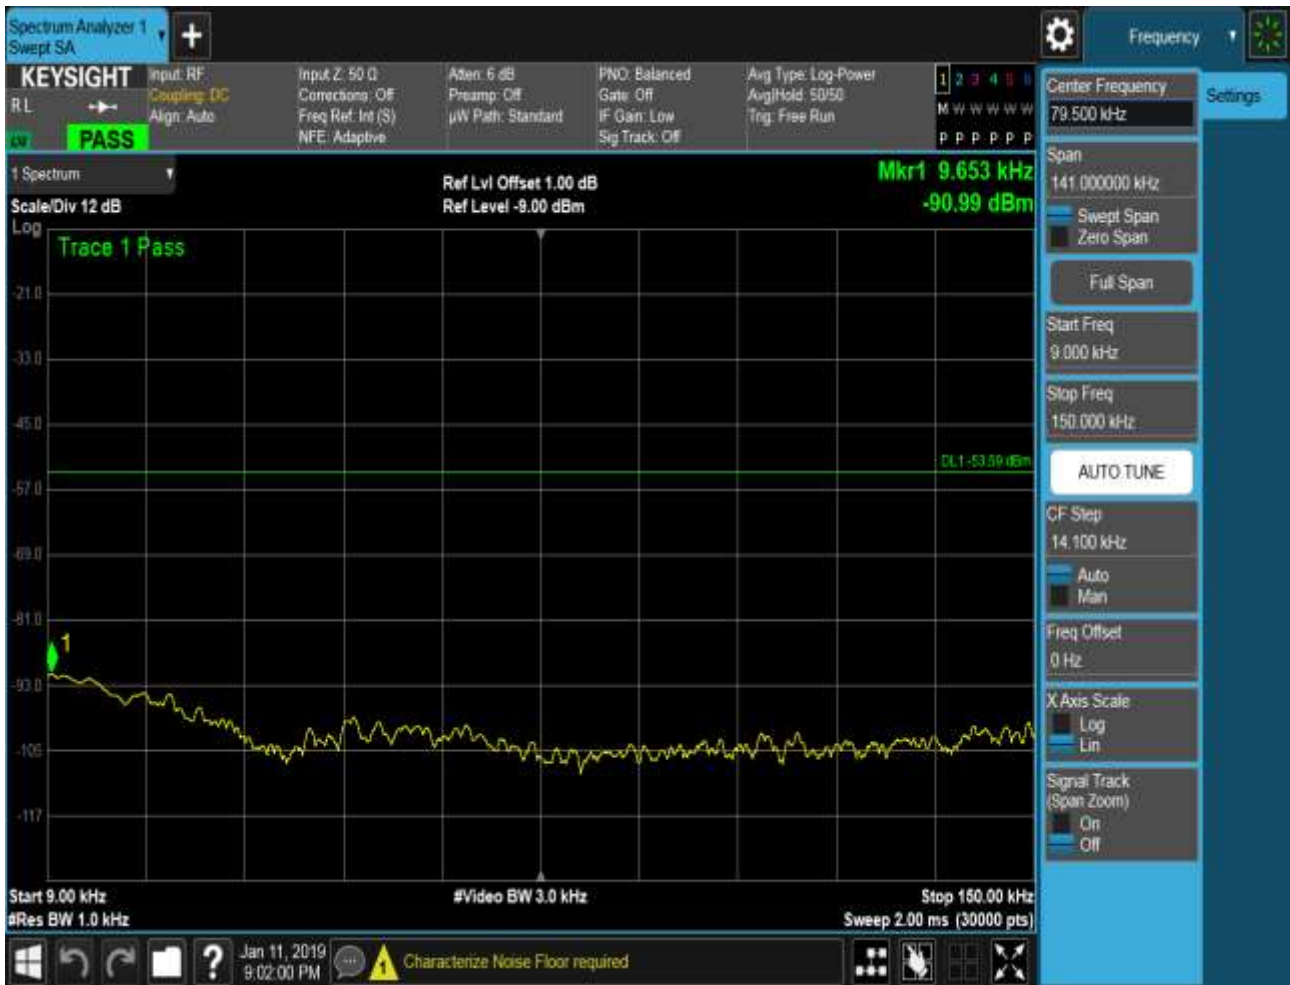 Spectrum Analyzer 1
Swept SA
Frequency
KEYSIGHT
R L
PASS
Input: RF
Coupling: DC
Align: Auto
Input Z: 50 Ω
Corrections: Off
Freq Ref: Int (S)
NFE: Adaptive
Atten: 6 dB
Preamp: Off
µW Path: Standard
PNO: Balanced
Gate: Off
IF Gain: Low
Sig Track: Off
Avg Type: Log-Power
Avg|Hold: 50/50
Trig: Free Run
1 2 3 4 5 6
M W W W W W
P P P P P P
1 Spectrum
Scale/Div 12 dB
Ref Lvl Offset 1.00 dB
Ref Level -9.00 dBm
Mkr1 9.653 kHz
-90.99 dBm
Log
Trace 1 Pass
-21.0
-33.0
-45.0
DL1 -53.59 dBm
-57.0
-69.0
-81.0
1
-93.0
-105
-117
Start 9.00 kHz
#Video BW 3.0 kHz
Stop 150.00 kHz
#Res BW 1.0 kHz
Sweep 2.00 ms (30000 pts)
?
Jan 11, 2019
9:02:00 PM
Characterize Noise Floor required
Settings
Center Frequency
79.500 kHz
Span
141.000000 kHz
Swept Span
Zero Span
Full Span
Start Freq
9.000 kHz
Stop Freq
150.000 kHz
AUTO TUNE
CF Step
14.100 kHz
Auto
Man
Freq Offset
0 Hz
X Axis Scale
Log
Lin
Signal Track
(Span Zoom)
On
Off